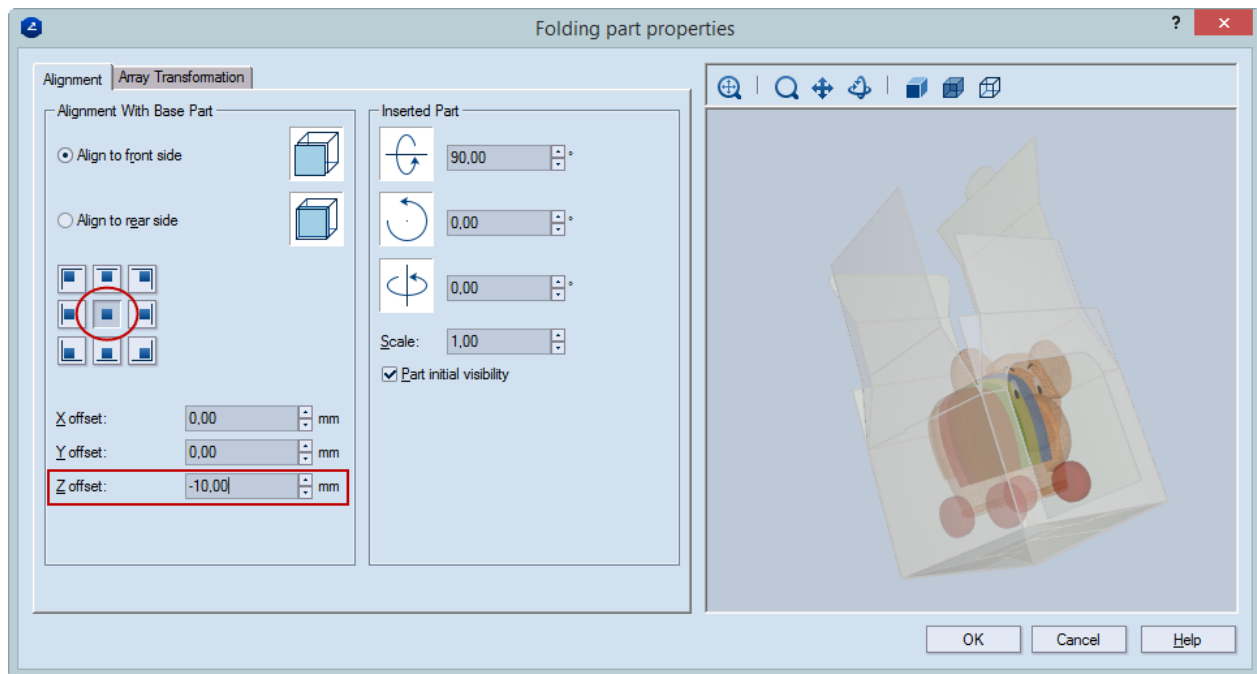 Folding part properties
?
Alignment
Array Transformation
Alignment With Base Part
Align to front side
Align to rear side
X offset: 0,00 mm
Y offset: 0,00 mm
Z offset: -10,00 mm
Inserted Part
90,00 °
0,00 °
0,00 °
Scale: 1,00
Part initial visibility
OK Cancel Help